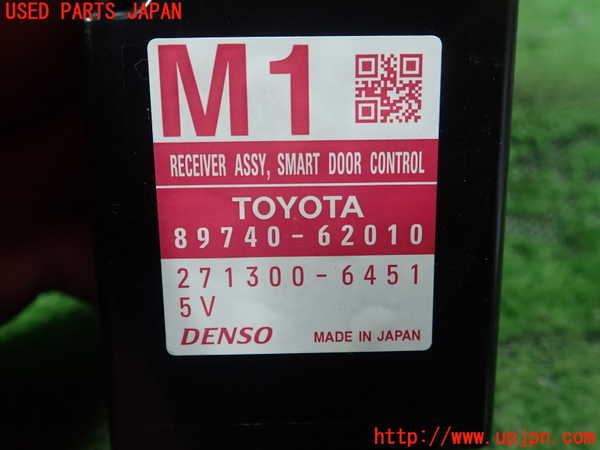 USED PARTS JAPAN
M1
RECEIVER ASSY, SMART DOOR CONTROL
TOYOTA
89740-62010
271300-6451
5V
DENSO MADE IN JAPAN
http://www.upjpn.com/